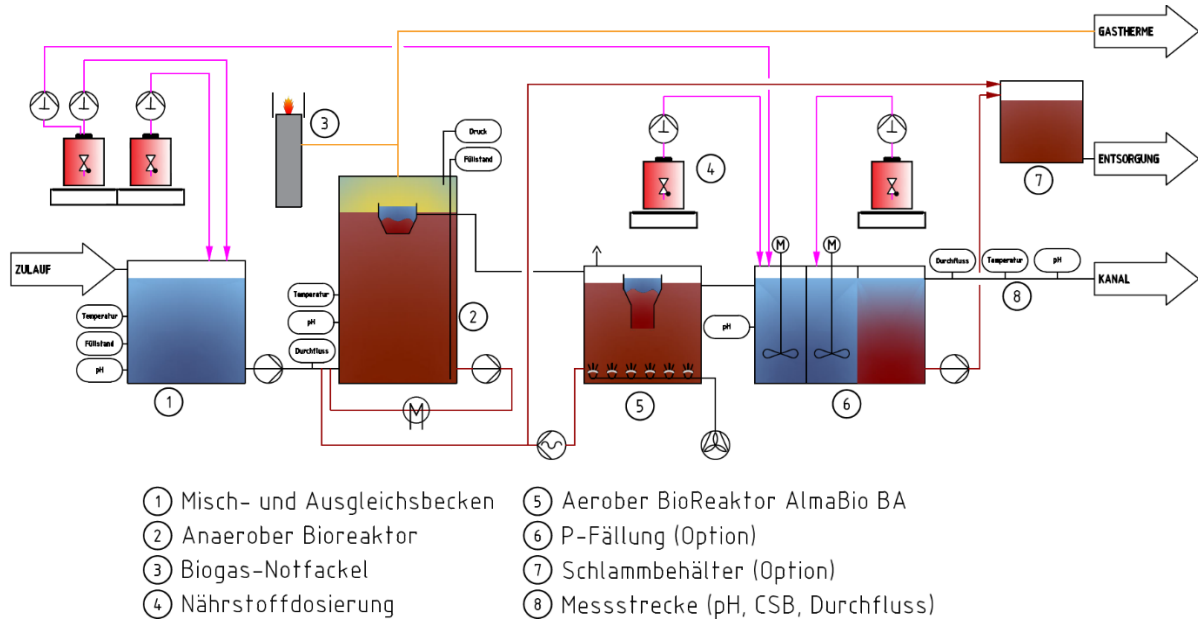 GASTHERME
3
Druck
Füllstand
4
7
ENTSORGUNG
ZULAUF
M
M
Durchfluss
Temperatur
pH
KANAL
8
Temperatur
Füllstand
pH
Temperatur
pH
Durchfluss
2
pH
1
M
5
6
1 Misch- und Ausgleichsbecken
2 Anaerober Bioreaktor
3 Biogas-Notfackel
4 Nährstoffdosierung
5 Aerober BioReaktor AlmaBio BA
6 P-Fällung (Option)
7 Schlammbehälter (Option)
8 Messstrecke (pH, CSB, Durchfluss)